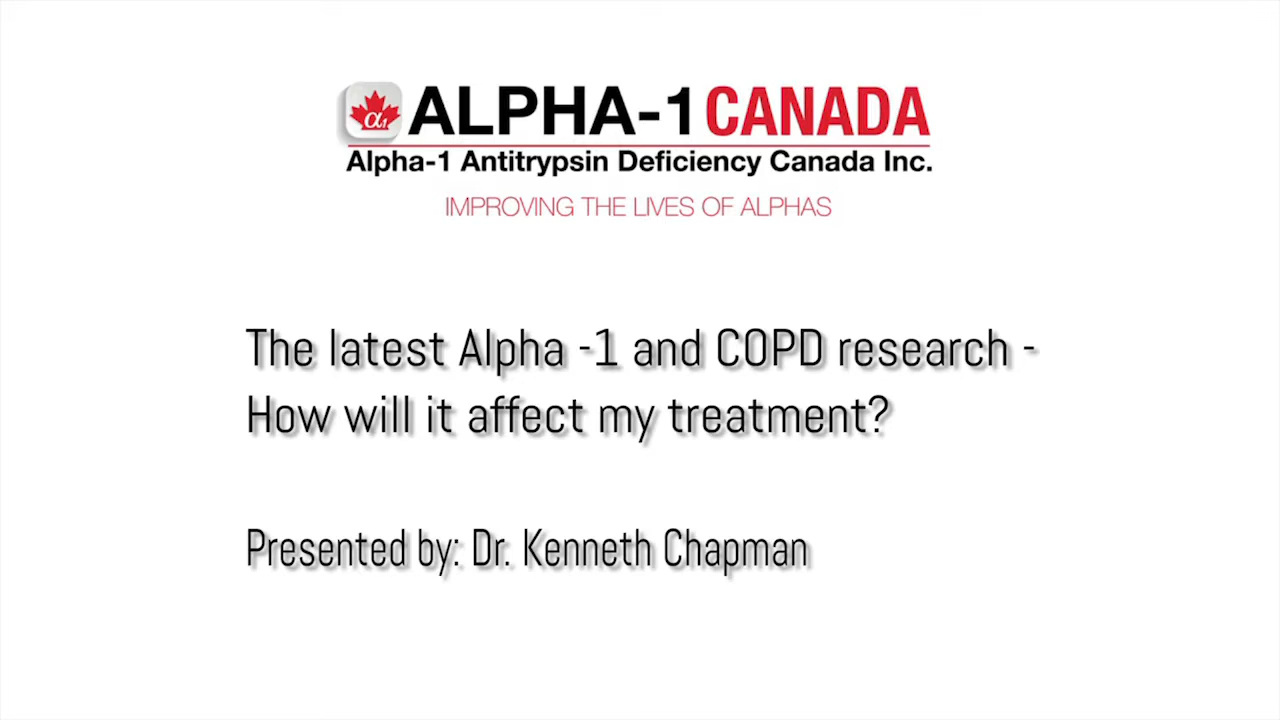 α1 ALPHA-1 CANADA
Alpha-1 Antitrypsin Deficiency Canada Inc.
IMPROVING THE LIVES OF ALPHAS
The latest Alpha -1 and COPD research -
How will it affect my treatment?
Presented by: Dr. Kenneth Chapman